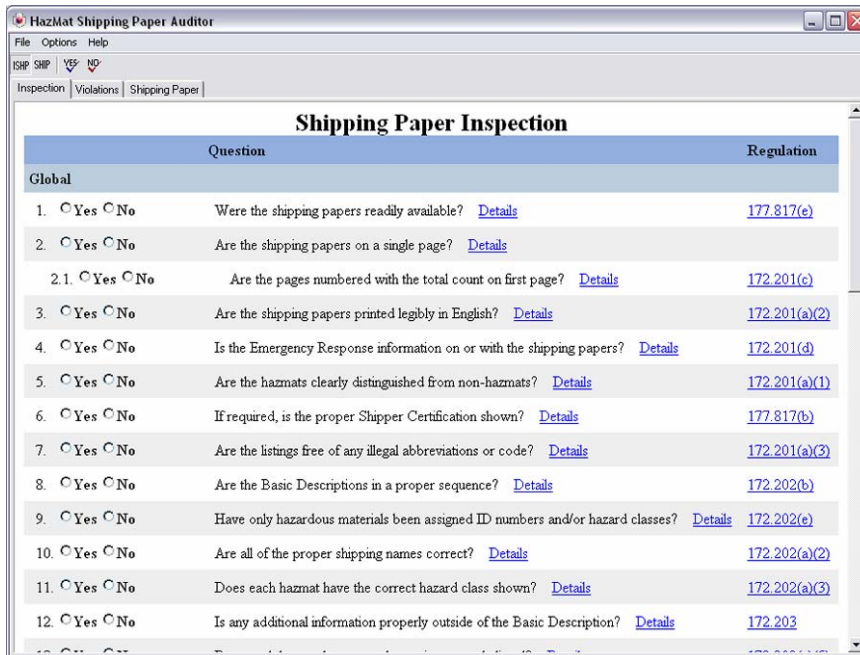 HazMat Shipping Paper Auditor
File Options Help
ISHP SHIP YES NO
Inspection Violations Shipping Paper
Shipping Paper Inspection
Question Regulation
Global
1. Yes No Were the shipping papers readily available? Details 177.817(e)
2. Yes No Are the shipping papers on a single page? Details
2.1. Yes No Are the pages numbered with the total count on first page? Details 172.201(c)
3. Yes No Are the shipping papers printed legibly in English? Details 172.201(a)(2)
4. Yes No Is the Emergency Response information on or with the shipping papers? Details 172.201(d)
5. Yes No Are the hazmats clearly distinguished from non-hazmats? Details 172.201(a)(1)
6. Yes No If required, is the proper Shipper Certification shown? Details 177.817(b)
7. Yes No Are the listings free of any illegal abbreviations or code? Details 172.201(a)(3)
8. Yes No Are the Basic Descriptions in a proper sequence? Details 172.202(b)
9. Yes No Have only hazardous materials been assigned ID numbers and/or hazard classes? Details 172.202(e)
10. Yes No Are all of the proper shipping names correct? Details 172.202(a)(2)
11. Yes No Does each hazmat have the correct hazard class shown? Details 172.202(a)(3)
12. Yes No Is any additional information properly outside of the Basic Description? Details 172.203